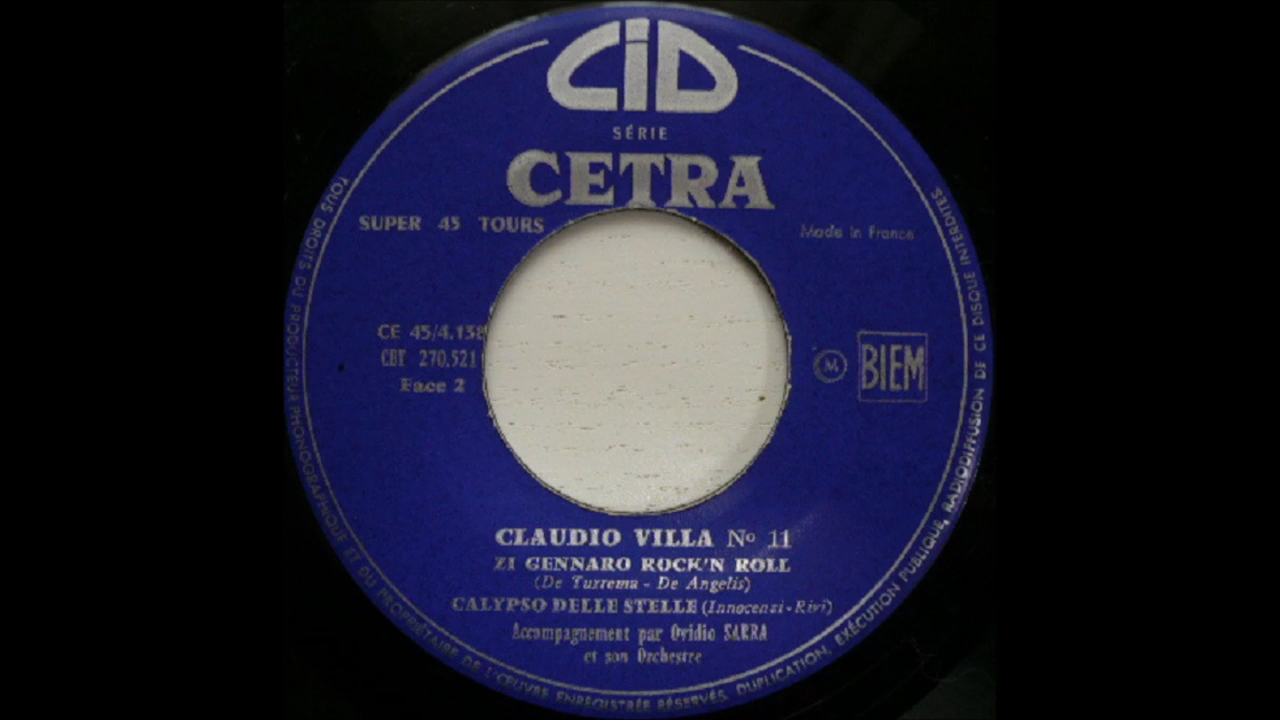 CID
SÉRIE
CETRA
SUPER 45 TOURS
Made in France
CE 45/4.138
CBT 270.521
Face 2
M
BIEM
CLAUDIO VILLA No 11
ZI GENNARO ROCK'N ROLL
(De Turrema - De Angelis)
CALYPSO DELLE STELLE (Innocenzi - Rivi)
Accompagnement par Ovidio SARRA
et son Orchestre
TOUS DROITS DU PRODUCTEUR PHONOGRAPHIQUE ET DU PROPRIÉTAIRE DE L'ŒUVRE ENREGISTRÉE RÉSERVÉS. DUPLICATION, EXÉCUTION PUBLIQUE, RADIODIFFUSION DE CE DISQUE INTERDITES